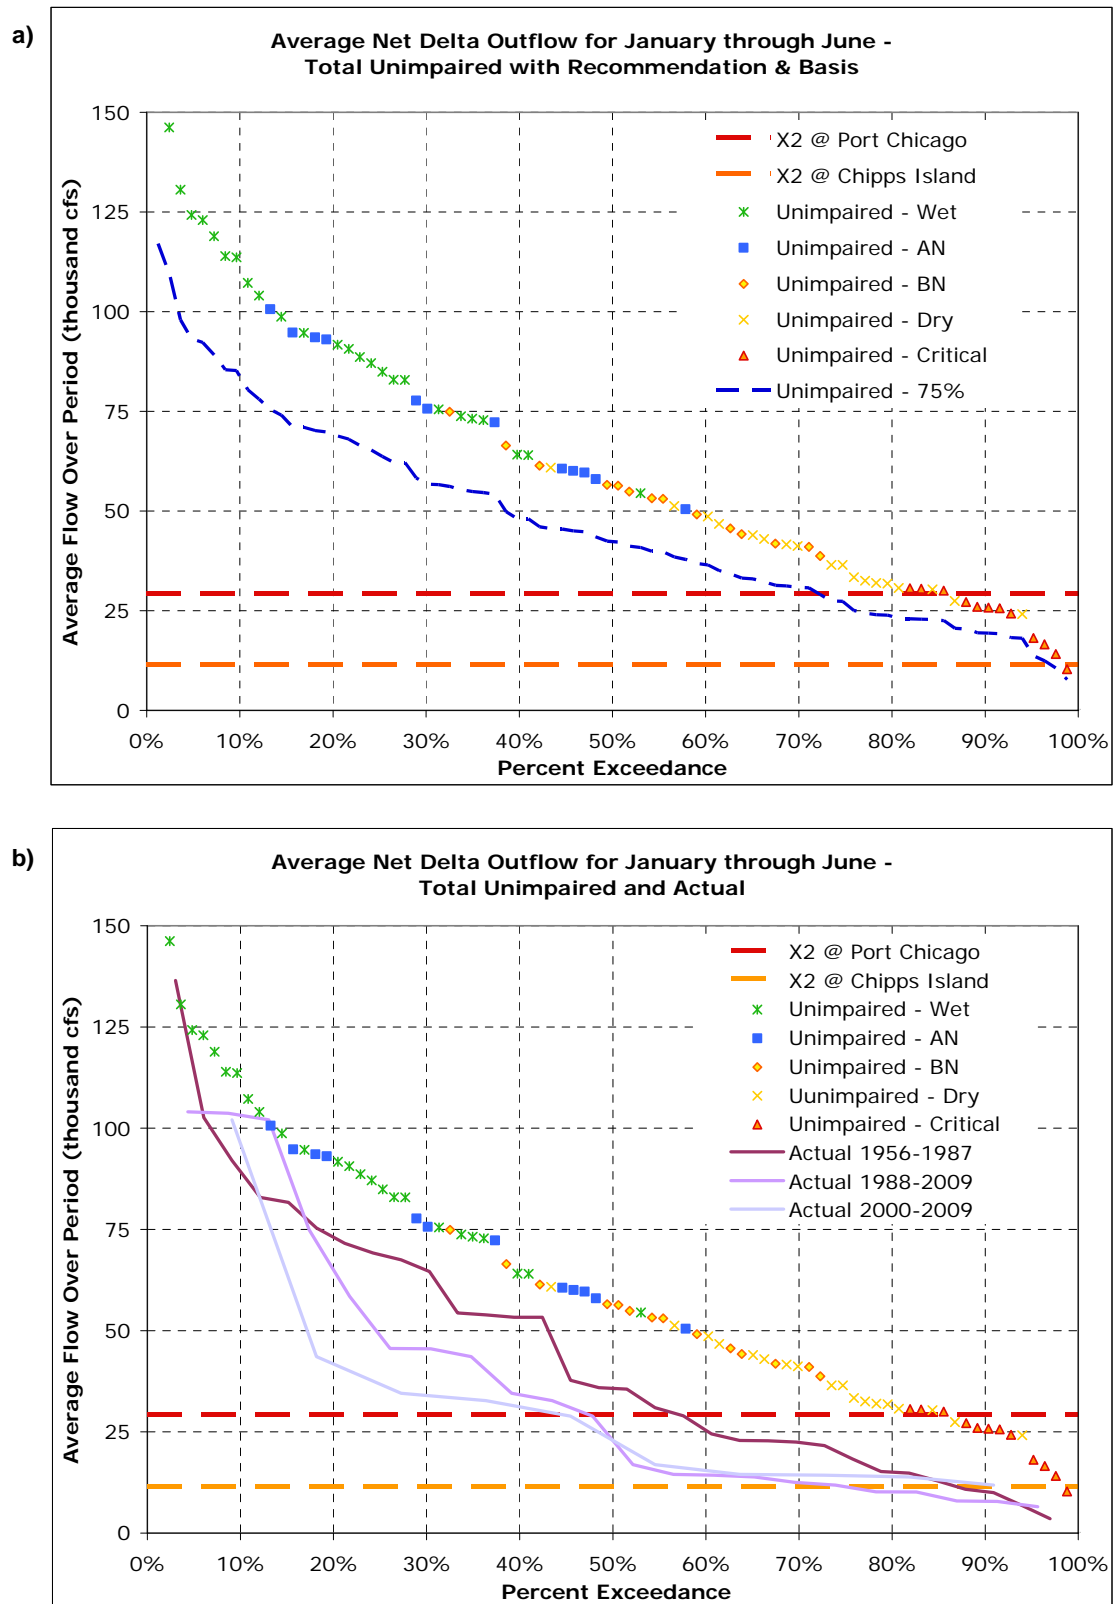 a)
Average Net Delta Outflow for January through June -
Total Unimpaired with Recommendation & Basis
Average Flow Over Period (thousand cfs)
150
125
100
75
50
25
0
X2 @ Port Chicago
X2 @ Chipps Island
Unimpaired - Wet
Unimpaired - AN
Unimpaired - BN
Unimpaired - Dry
Unimpaired - Critical
Unimpaired - 75%
0% 10% 20% 30% 40% 50% 60% 70% 80% 90% 100%
Percent Exceedance
b)
Average Net Delta Outflow for January through June -
Total Unimpaired and Actual
Average Flow Over Period (thousand cfs)
150
125
100
75
50
25
0
X2 @ Port Chicago
X2 @ Chipps Island
Unimpaired - Wet
Unimpaired - AN
Unimpaired - BN
Uunimpaired - Dry
Unimpaired - Critical
Actual 1956-1987
Actual 1988-2009
Actual 2000-2009
0% 10% 20% 30% 40% 50% 60% 70% 80% 90% 100%
Percent Exceedance